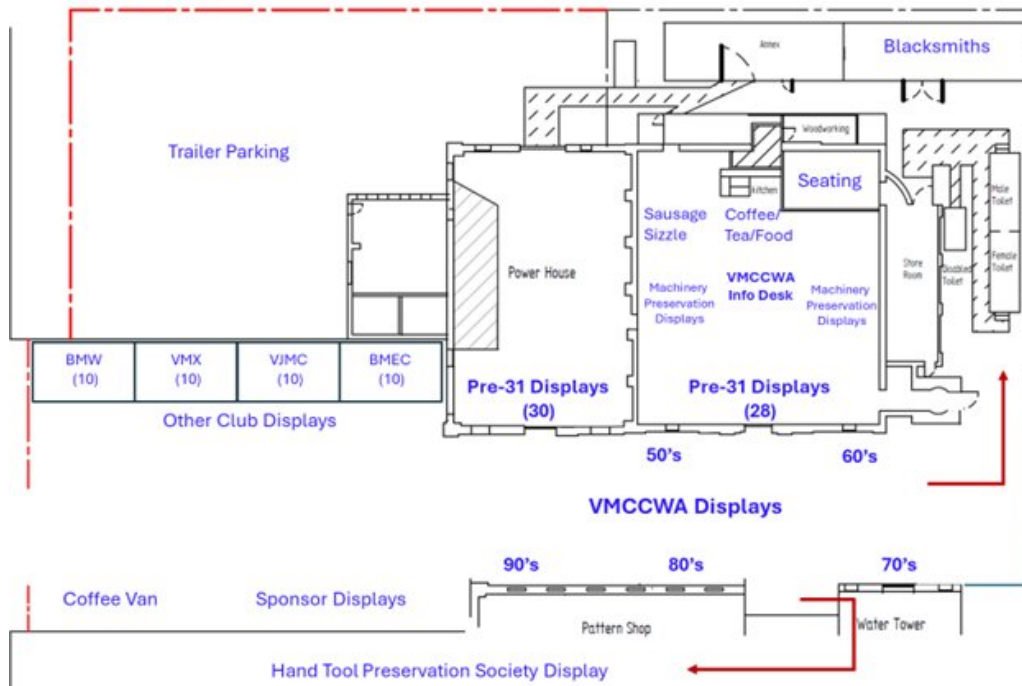 Annex
Blacksmiths
Trailer Parking
Woodworking
Seating
kitchen
Male
Toilet
Sausage
Sizzle
Coffee/
Tea/Food
Power House
Store
Room
Disabled
Toilet
Female
Toilet
Machinery
Preservation
Displays
VMCCWA
Info Desk
Machinery
Preservation
Displays
BMW
(10)
VMX
(10)
VJMC
(10)
BMEC
(10)
Pre-31 Displays
(30)
Pre-31 Displays
(28)
Other Club Displays
50's
60's
VMCCWA Displays
90's
80's
70's
Coffee Van
Sponsor Displays
Pattern Shop
Water Tower
Hand Tool Preservation Society Display